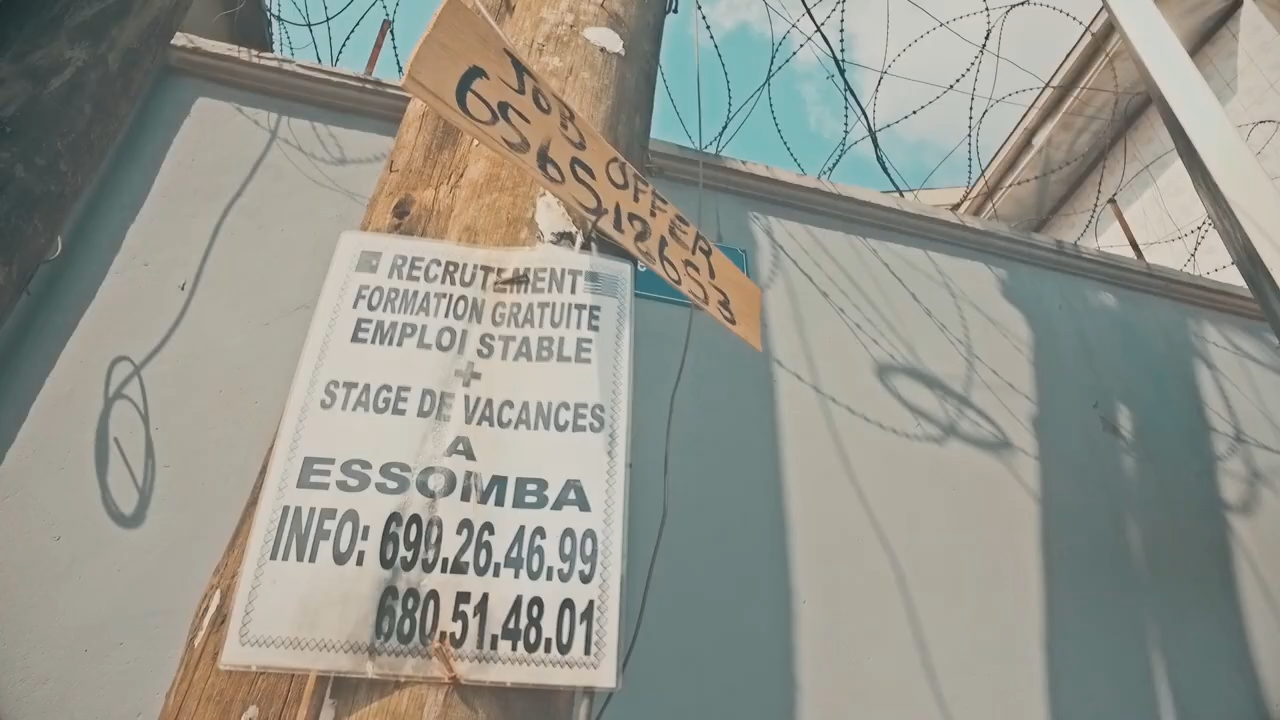 JOB OFFER
656512653
RECRUTEMENT
FORMATION GRATUITE
EMPLOI STABLE
+
STAGE DE VACANCES
A
ESSOMBA
INFO: 699.26.46.99
680.51.48.01